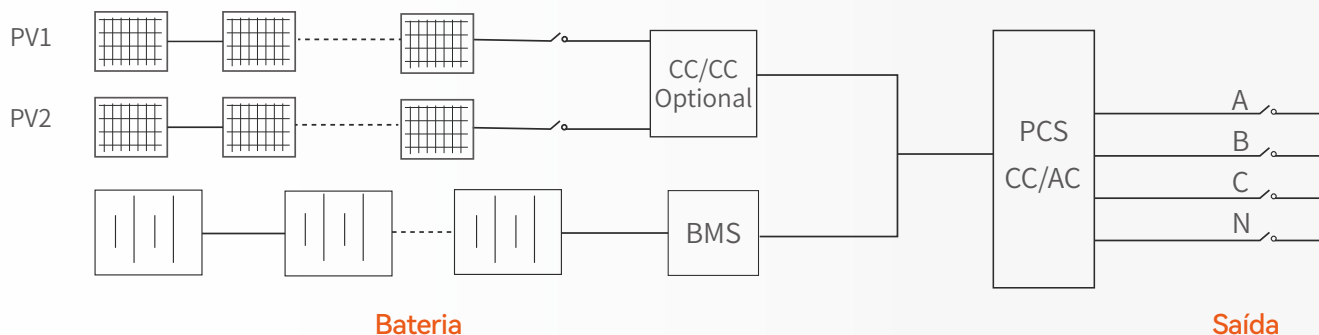 PV1
CC/CC
Optional
PV2
A
PCS
B
CC/AC
C
BMS
N
Bateria
Saída